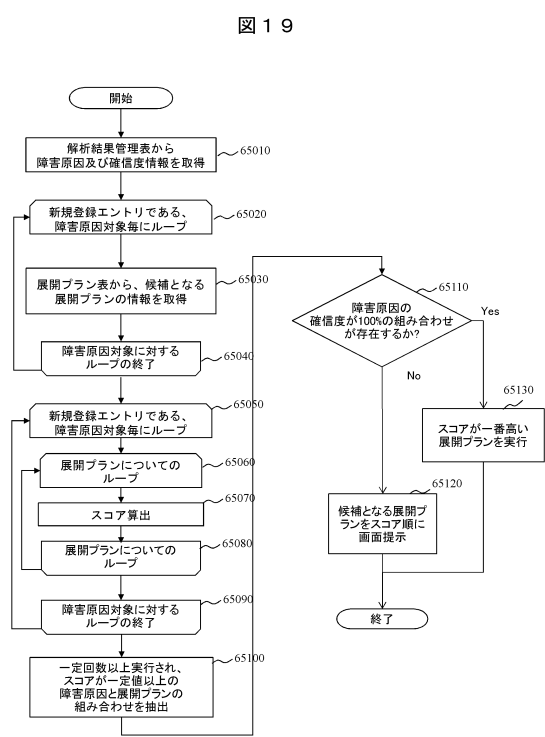 図１９
開始
解析結果管理表から
障害原因及び確信度情報を取得
65010
新規登録エントリである、
障害原因対象毎にループ
65020
展開プラン表から、候補となる
展開プランの情報を取得
65030
障害原因対象に対する
ループの終了
65040
新規登録エントリである、
障害原因対象毎にループ
65050
展開プランについての
ループ
65060
スコア算出
65070
展開プランについての
ループ
65080
障害原因対象に対する
ループの終了
65090
一定回数以上実行され、
スコアが一定値以上の
障害原因と展開プランの
組み合わせを抽出
65100
障害原因の
確信度が100%の組み合わせ
が存在するか?
65110
Yes
No
スコアが一番高い
展開プランを実行
65130
候補となる展開プ
ランをスコア順に
画面提示
65120
終了